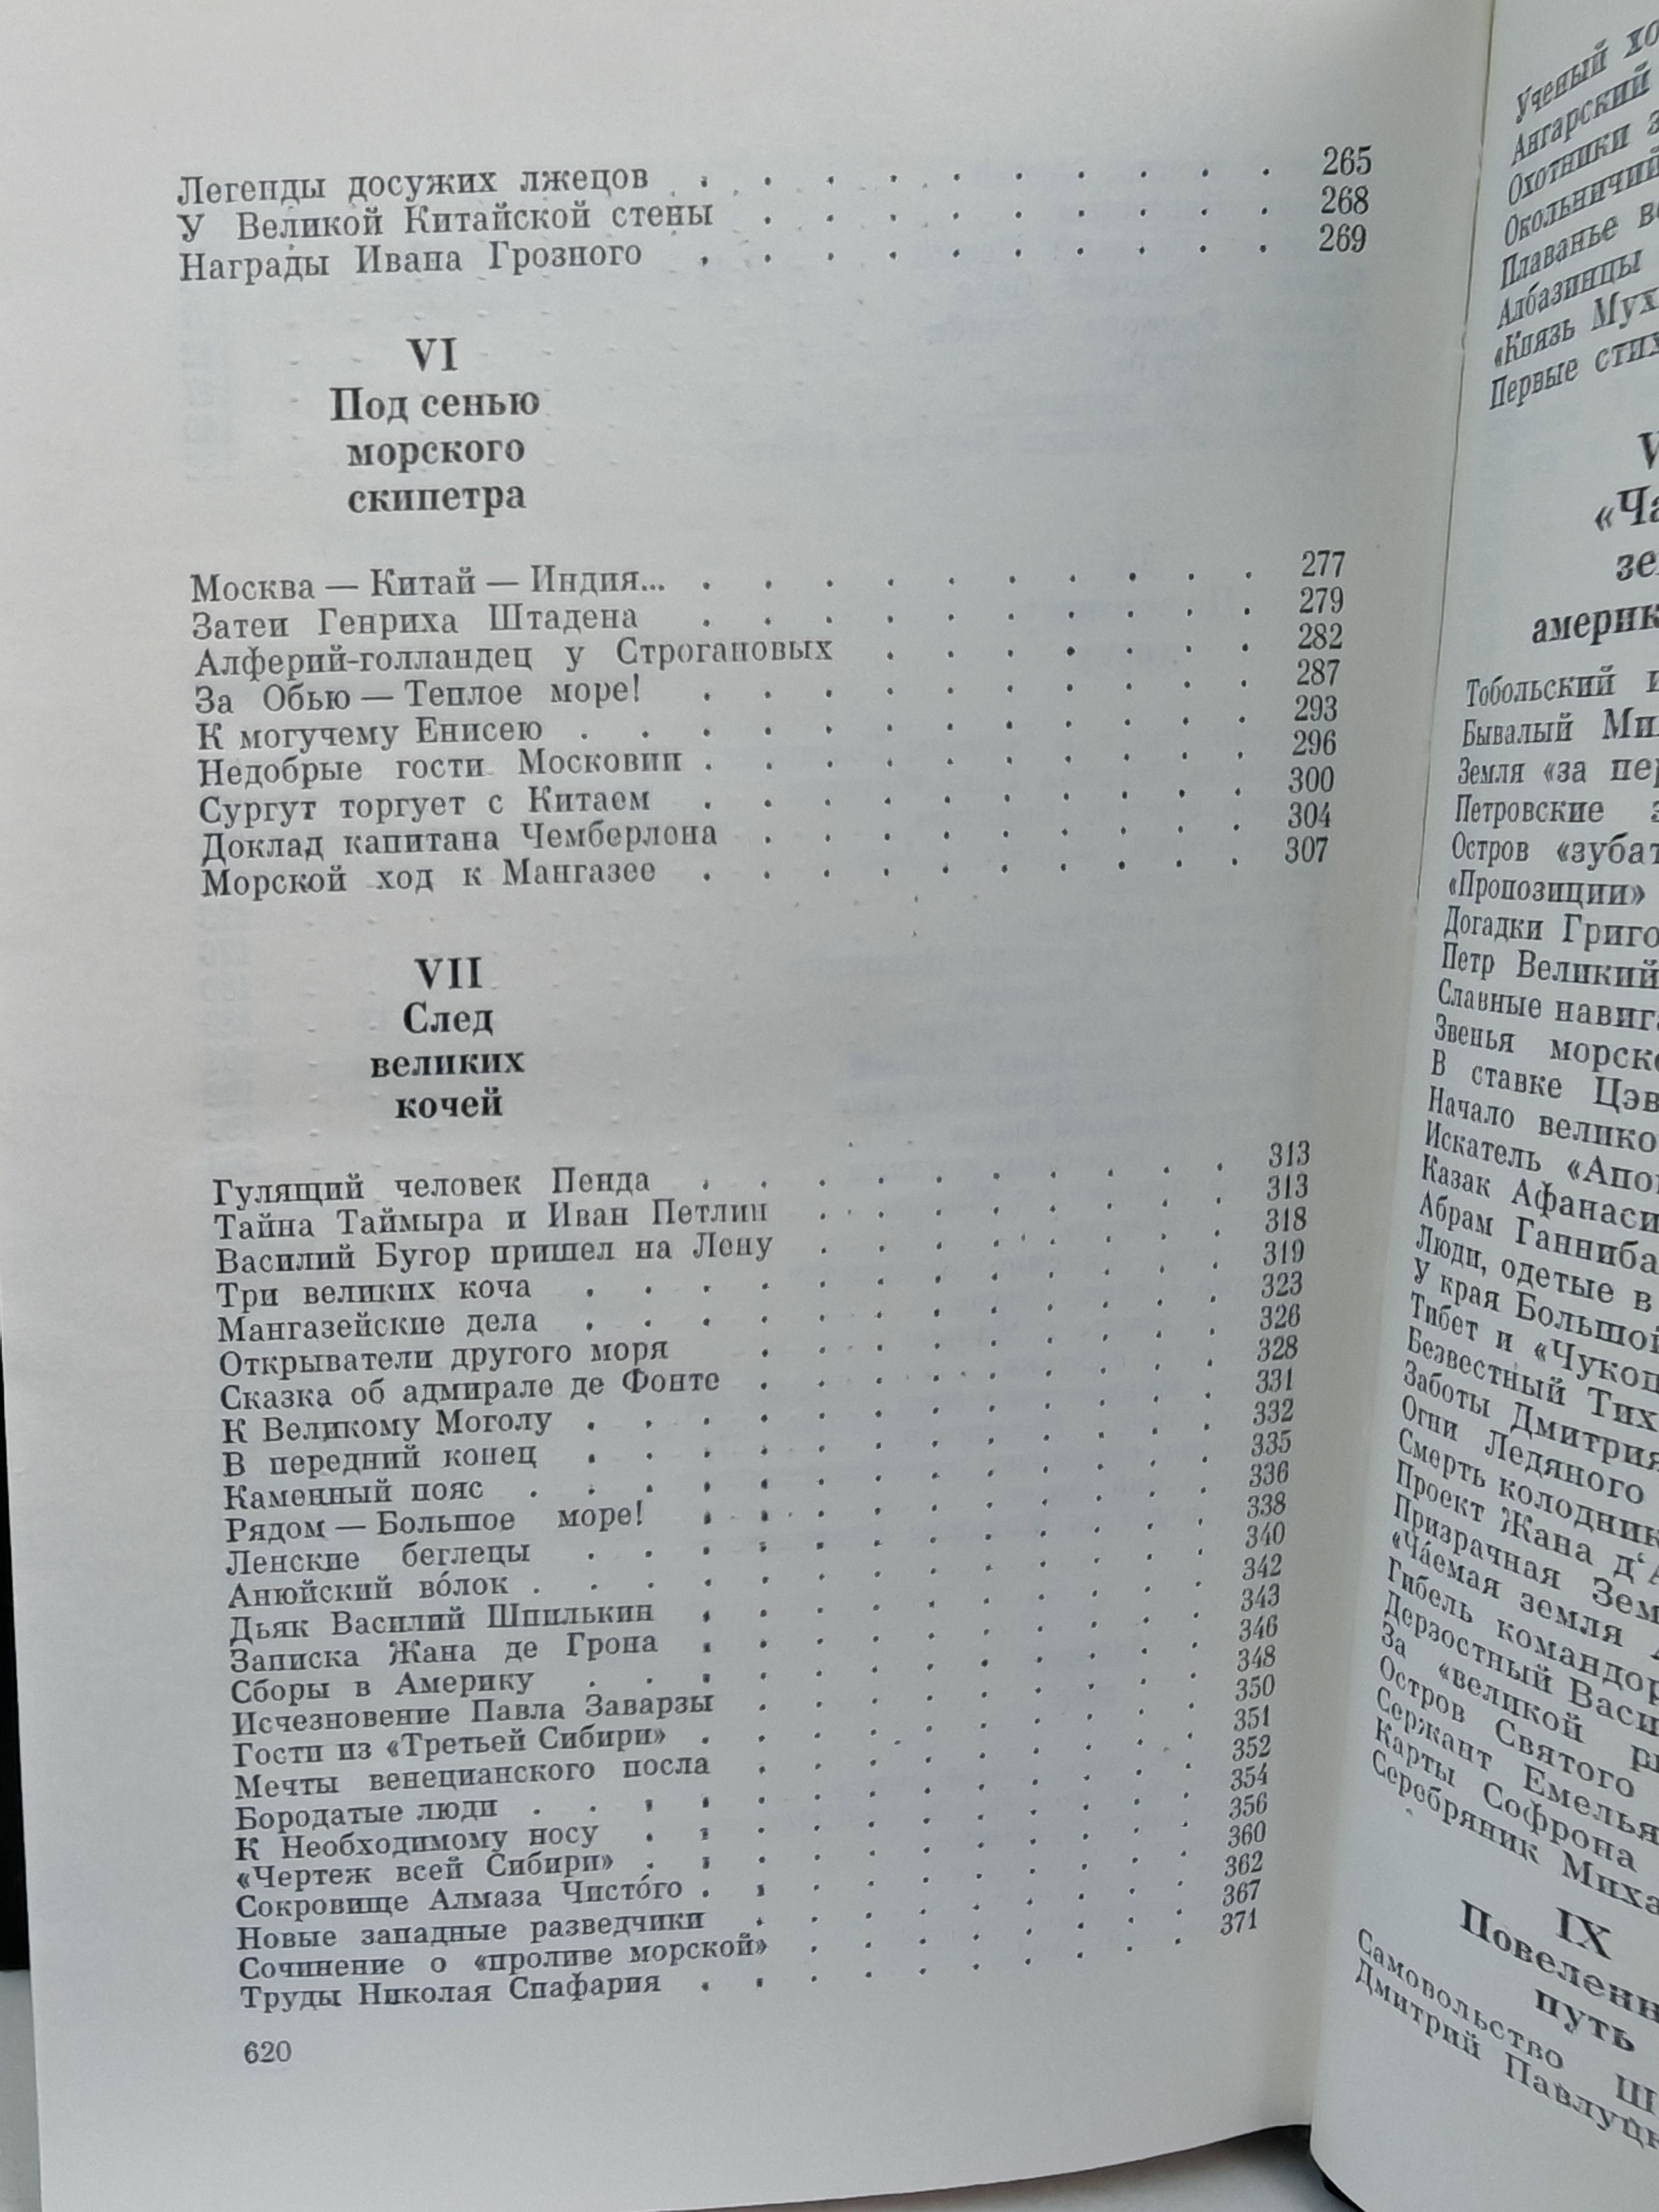 Легенды досужих лжецов . . . . . . . . . . 265
У Великой Китайской стены . . . . . . . . . 268
Награды Ивана Грозного . . . . . . . . . . 269
VI
Под сенью
морского
скипетра
Москва — Китай — Индия... . . . . . . . . . . 277
Затеи Генриха Штадена . . . . . . . . . . 279
Алферий-голландец у Строгановых . . . . . . . 282
За Обью — Теплое море! . . . . . . . . . . 287
К могучему Енисею . . . . . . . . . . . . 293
Недобрые гости Московии . . . . . . . . . . 296
Сургут торгует с Китаем . . . . . . . . . . 300
Доклад капитана Чемберлона . . . . . . . . . 304
Морской ход к Мангазее . . . . . . . . . . 307
VII
След
великих
кочей
Гулящий человек Пенда . . . . . . . . . . 313
Тайна Таймыра и Иван Петлин . . . . . . . . 313
Василий Бугор пришел на Лену . . . . . . . . 318
Три великих коча . . . . . . . . . . . . 319
Мангазейские дела . . . . . . . . . . . . 323
Открыватели другого моря . . . . . . . . . 326
Сказка об адмирале де Фонте . . . . . . . . . 328
К Великому Моголу . . . . . . . . . . . . 331
В передний конец . . . . . . . . . . . . 332
Каменный пояс . . . . . . . . . . . . . 335
Рядом — Большое море! . . . . . . . . . . 336
Ленские беглецы . . . . . . . . . . . . 338
Анюйский во́лок . . . . . . . . . . . . . 340
Дьяк Василий Шпилькин . . . . . . . . . . 342
Записка Жана де Грона . . . . . . . . . . 343
Сборы в Америку . . . . . . . . . . . . 346
Исчезновение Павла Заварзы . . . . . . . . . 348
Гости из «Третьей Сибири» . . . . . . . . . . 350
Мечты венецианского посла . . . . . . . . . 351
Бородатые люди . . . . . . . . . . . . . 352
К Необходимому носу . . . . . . . . . . . 354
«Чертеж всей Сибири» . . . . . . . . . . . 356
Сокровище Алмаза Чисто́го . . . . . . . . . . 360
Новые западные разведчики . . . . . . . . . 362
Сочинение о «проливе морской» . . . . . . . . 367
Труды Николая Спафария . . . . . . . . . . 371
620
Ученый
Ангарский
Охотники
Окольничий
Плаванье
Албазинцы
«Князь
Первые
Тобольский
Бывалый
Земля «за
Петровские
Остров
«Пропозиции»
Догадки
Петр Великий
Славные
Звенья
В ставке
Начало
Искатель
Казак
Абрам
Люди, одетые в
У края
Тибет и
Безвестный
Заботы
Огни Ледяного
Смерть
Проект Жана
Призрачная
«Ча́емая земля
Гибель
Дерзостный
За «великой
Остров Святого
Сержант
Карты Софрона
Серебряник
IX
путь
Самовольство
Дмитрий